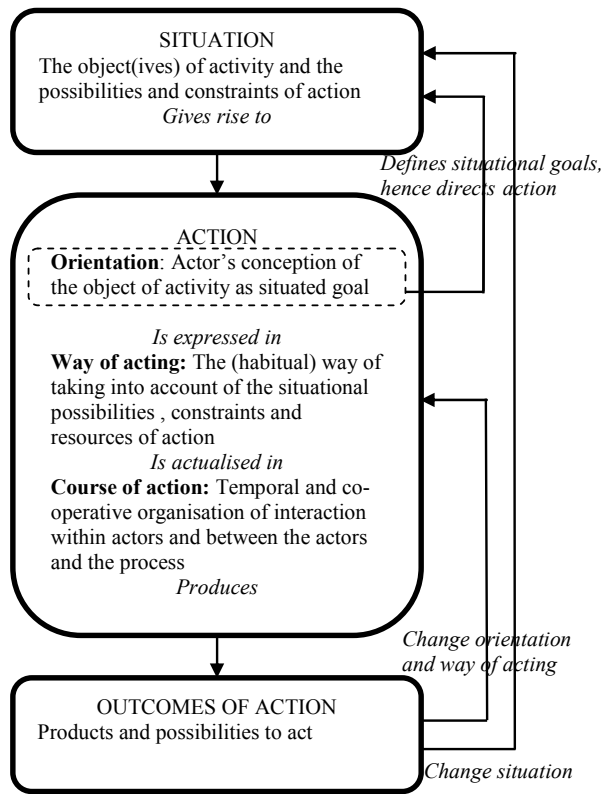 SITUATION
The object(ives) of activity and the
possibilities and constraints of action
Gives rise to
Defines situational goals,
hence directs action
ACTION
Orientation: Actor's conception of
the object of activity as situated goal
Is expressed in
Way of acting: The (habitual) way of
taking into account of the situational
possibilities , constraints and
resources of action
Is actualised in
Course of action: Temporal and co-
operative organisation of interaction
within actors and between the actors
and the process
Produces
Change orientation
and way of acting
OUTCOMES OF ACTION
Products and possibilities to act
Change situation